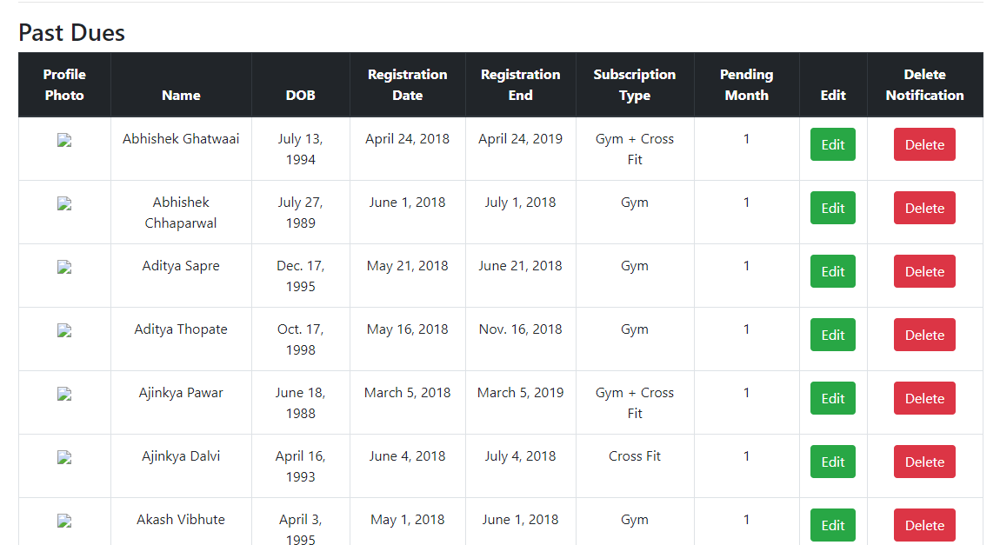 Past Dues
Profile Photo Name DOB Registration Date Registration End Subscription Type Pending Month Edit Delete Notification
Abhishek Ghatwaai July 13, 1994 April 24, 2018 April 24, 2019 Gym + Cross Fit 1 Edit Delete
Abhishek Chhaparwal July 27, 1989 June 1, 2018 July 1, 2018 Gym 1 Edit Delete
Aditya Sapre Dec. 17, 1995 May 21, 2018 June 21, 2018 Gym 1 Edit Delete
Aditya Thopate Oct. 17, 1998 May 16, 2018 Nov. 16, 2018 Gym 1 Edit Delete
Ajinkya Pawar June 18, 1988 March 5, 2018 March 5, 2019 Gym + Cross Fit 1 Edit Delete
Ajinkya Dalvi April 16, 1993 June 4, 2018 July 4, 2018 Cross Fit 1 Edit Delete
Akash Vibhute April 3, 1995 May 1, 2018 June 1, 2018 Gym 1 Edit Delete